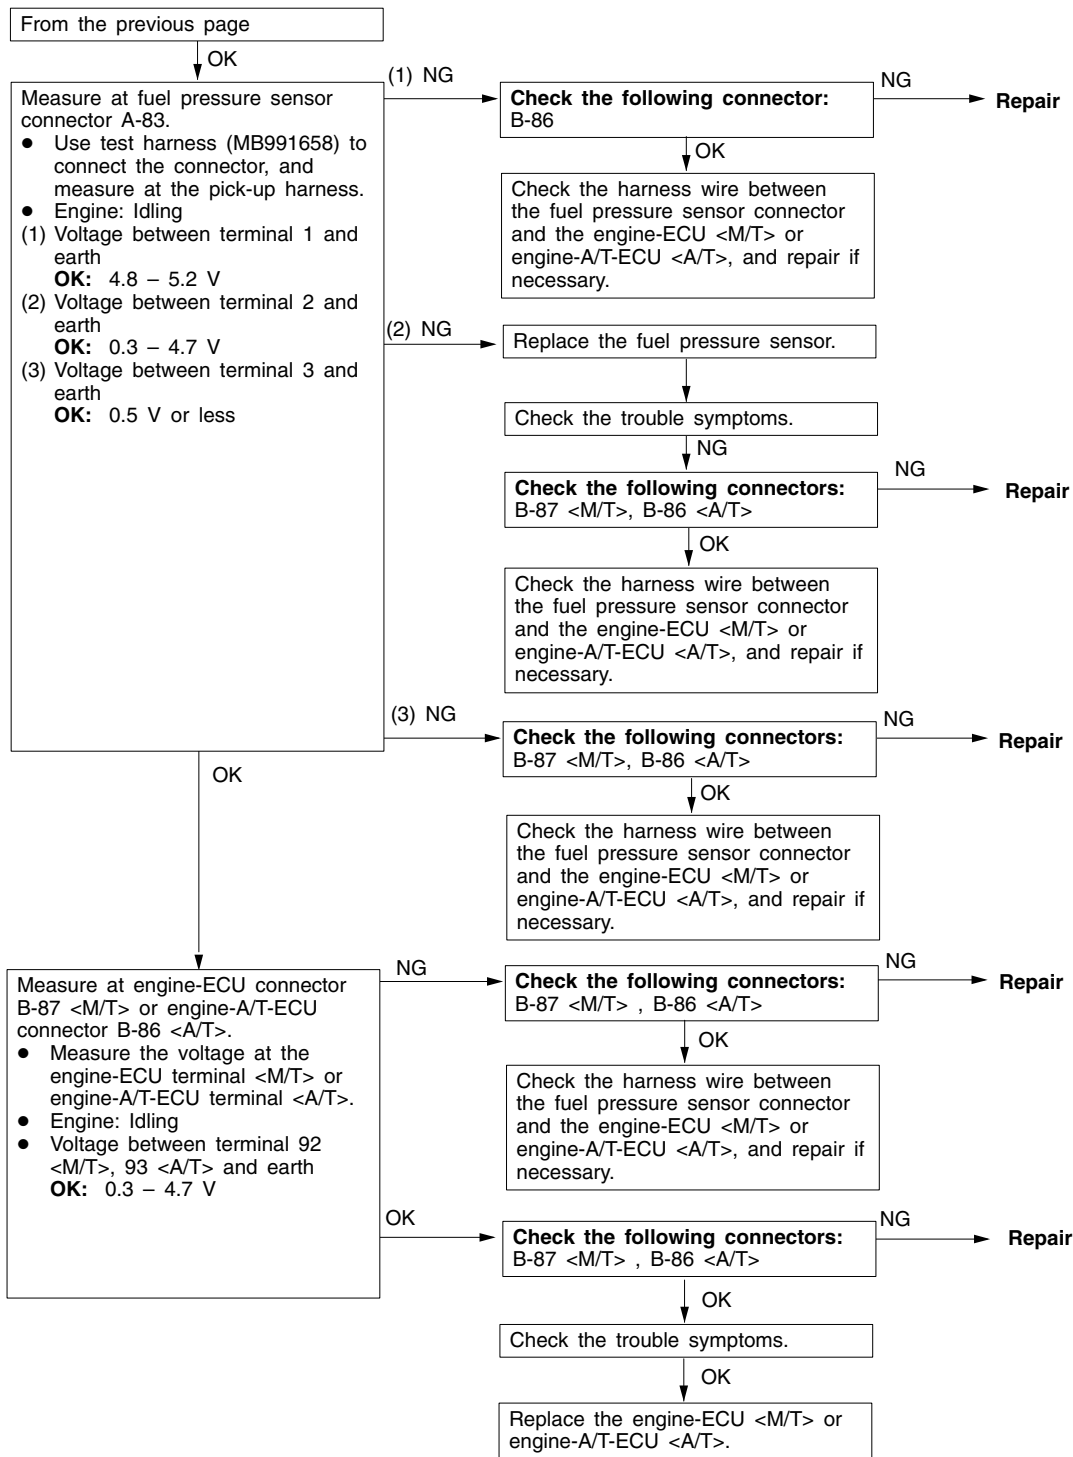 From the previous page
OK
Measure at fuel pressure sensor
connector A-83.
● Use test harness (MB991658) to
connect the connector, and
measure at the pick-up harness.
● Engine: Idling
(1) Voltage between terminal 1 and
earth
OK: 4.8 – 5.2 V
(2) Voltage between terminal 2 and
earth
OK: 0.3 – 4.7 V
(3) Voltage between terminal 3 and
earth
OK: 0.5 V or less
(1) NG
Check the following connector:
B-86
NG
Repair
OK
Check the harness wire between
the fuel pressure sensor connector
and the engine-ECU <M/T> or
engine-A/T-ECU <A/T>, and repair if
necessary.
(2) NG
Replace the fuel pressure sensor.
Check the trouble symptoms.
NG
Check the following connectors:
B-87 <M/T>, B-86 <A/T>
NG
Repair
OK
Check the harness wire between
the fuel pressure sensor connector
and the engine-ECU <M/T> or
engine-A/T-ECU <A/T>, and repair if
necessary.
(3) NG
Check the following connectors:
B-87 <M/T>, B-86 <A/T>
NG
Repair
OK
Check the harness wire between
the fuel pressure sensor connector
and the engine-ECU <M/T> or
engine-A/T-ECU <A/T>, and repair if
necessary.
OK
Measure at engine-ECU connector
B-87 <M/T> or engine-A/T-ECU
connector B-86 <A/T>.
● Measure the voltage at the
engine-ECU terminal <M/T> or
engine-A/T-ECU terminal <A/T>.
● Engine: Idling
● Voltage between terminal 92
<M/T>, 93 <A/T> and earth
OK: 0.3 – 4.7 V
NG
Check the following connectors:
B-87 <M/T> , B-86 <A/T>
NG
Repair
OK
Check the harness wire between
the fuel pressure sensor connector
and the engine-ECU <M/T> or
engine-A/T-ECU <A/T>, and repair if
necessary.
OK
Check the following connectors:
B-87 <M/T> , B-86 <A/T>
NG
Repair
OK
Check the trouble symptoms.
OK
Replace the engine-ECU <M/T> or
engine-A/T-ECU <A/T>.